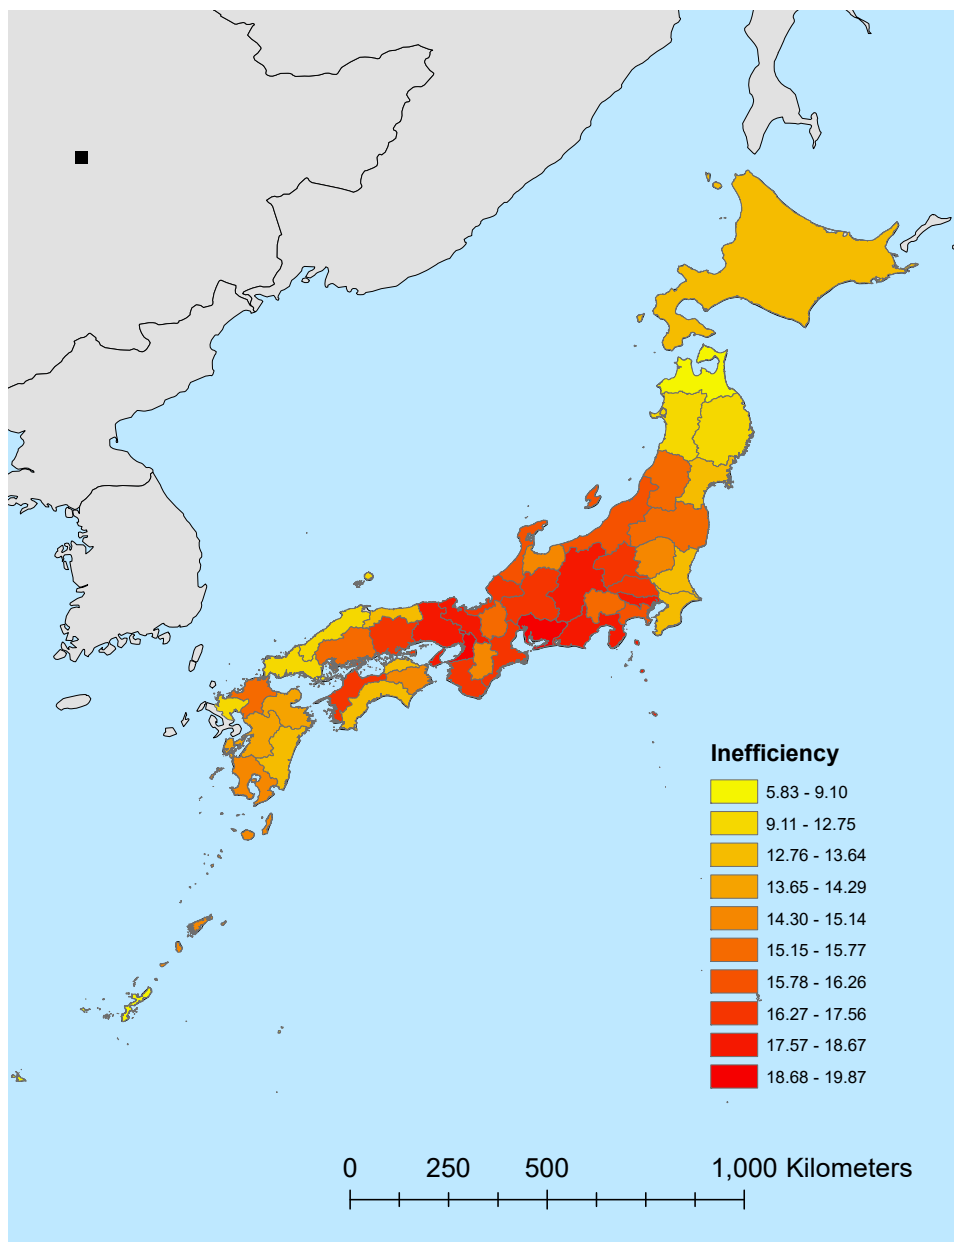 Inefficiency
5.83 - 9.10
9.11 - 12.75
12.76 - 13.64
13.65 - 14.29
14.30 - 15.14
15.15 - 15.77
15.78 - 16.26
16.27 - 17.56
17.57 - 18.67
18.68 - 19.87
0 250 500 1,000 Kilometers